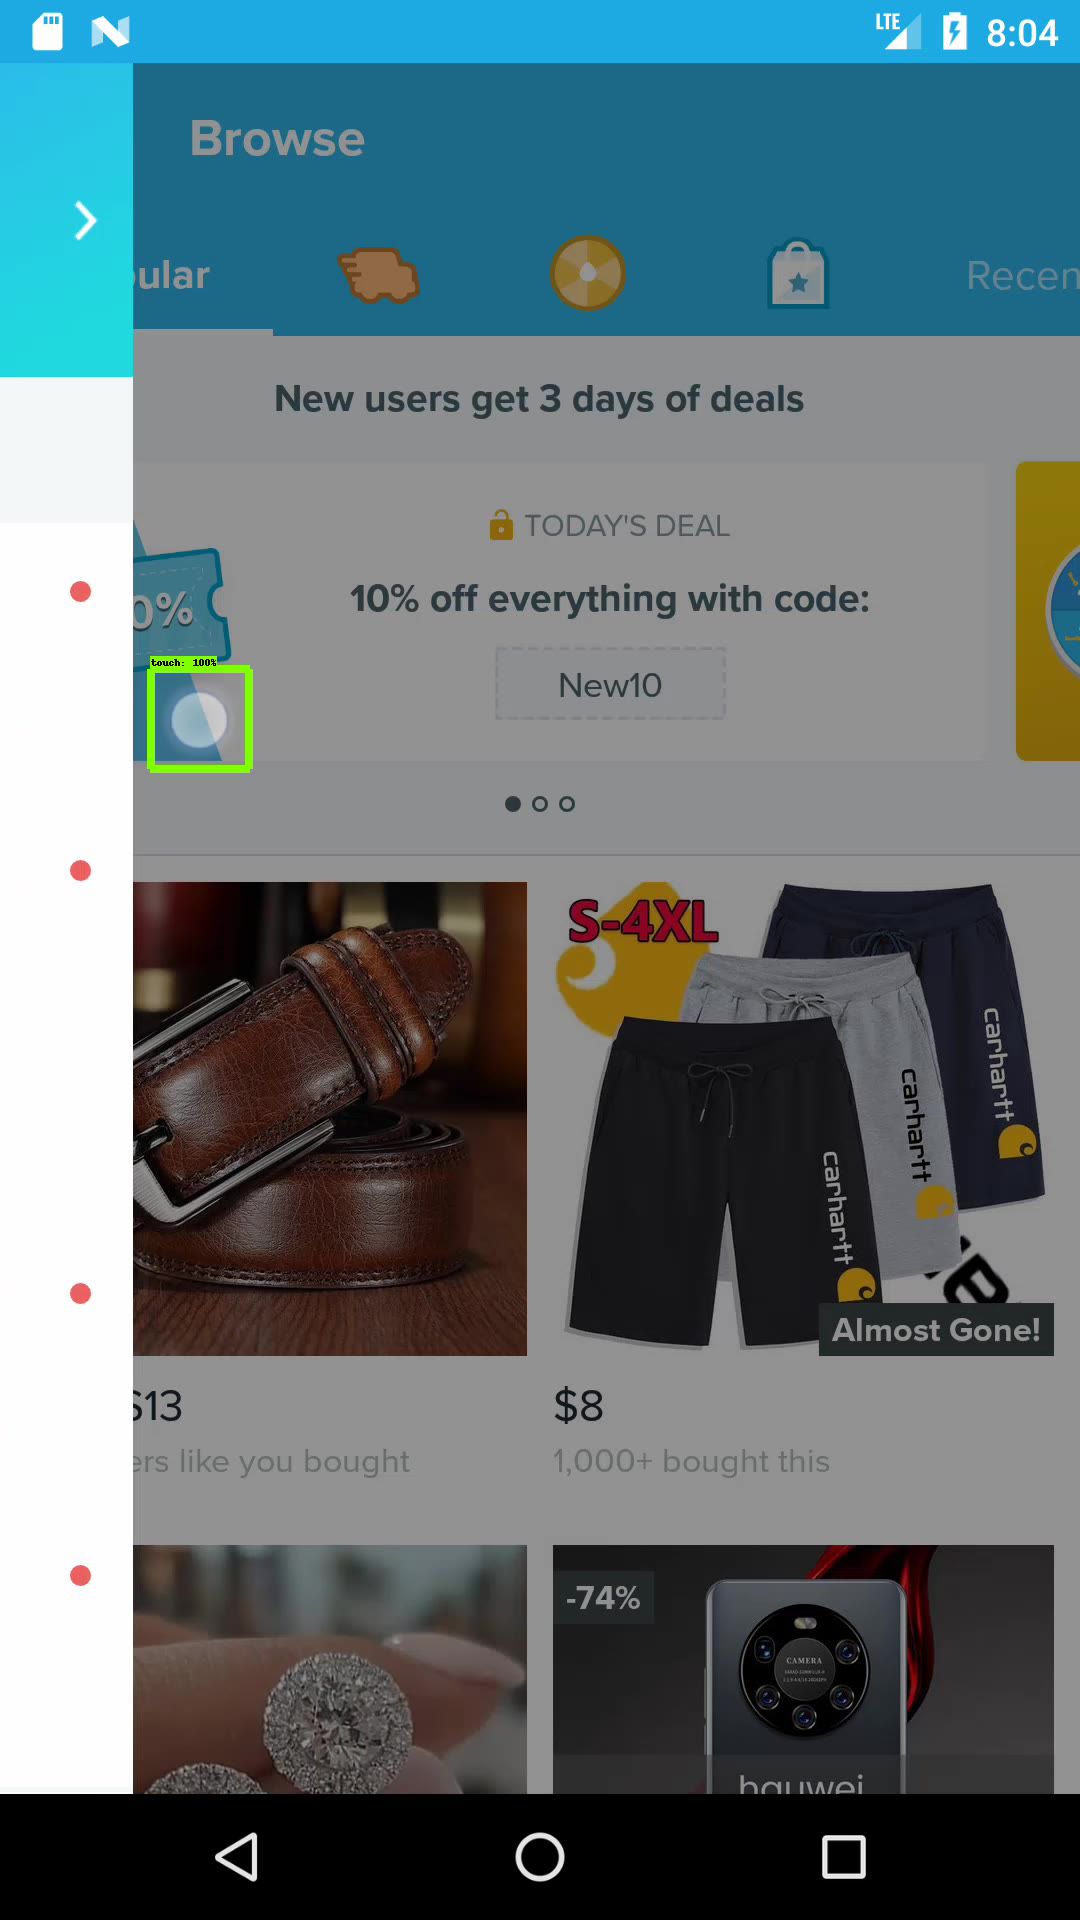 LTE 8:04
Browse
pular
Recen
New users get 3 days of deals
TODAY'S DEAL
0%
10% off everything with code:
New10
touch: 100%
S-4XL
carhartt
carhartt
carhartt
Almost Gone!
$13
$8
ers like you bought
1,000+ bought this
-74%
CAMERA
hauwei